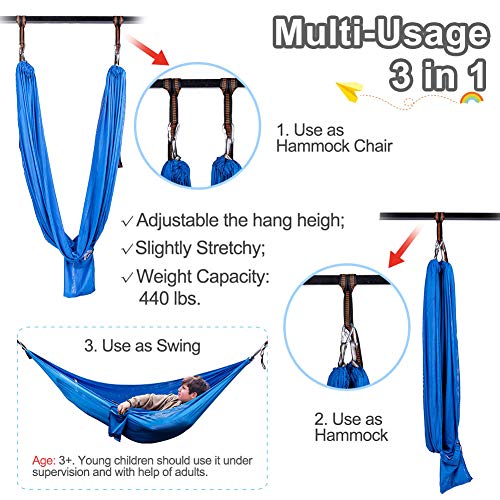 Multi-Usage
3 in 1
1. Use as
Hammock Chair
✓Adjustable the hang heigh;
✓Slightly Stretchy;
✓Weight Capacity:
440 lbs.
3. Use as Swing
2. Use as
Hammock
Age: 3+. Young children should use it under
supervision and with help of adults.